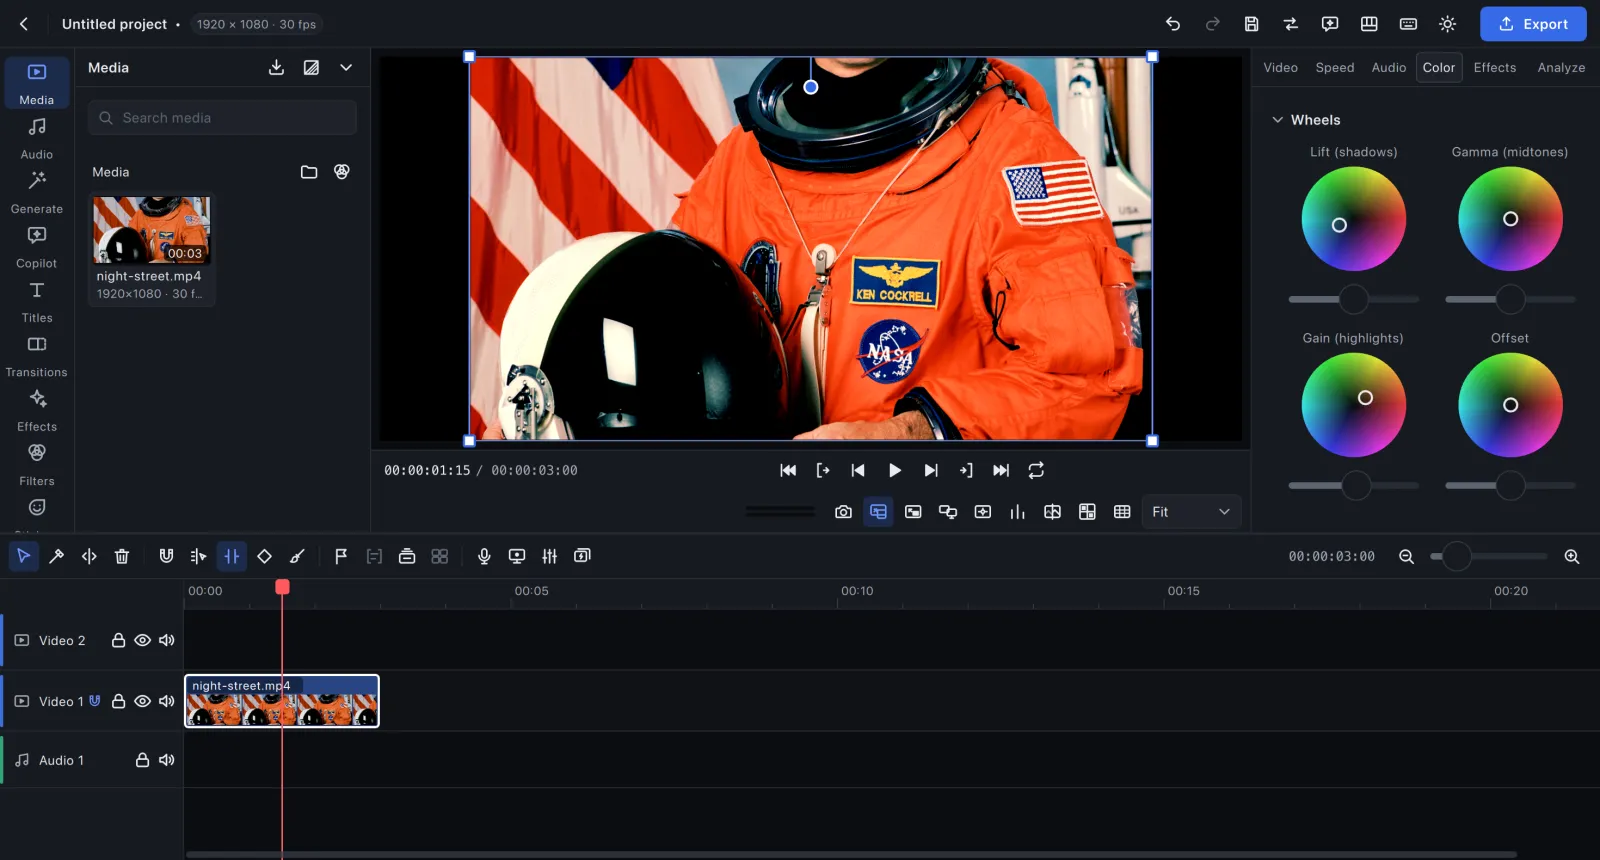 Untitled project •
1920 × 1080 · 30 fps
Export
Media
Audio
Generate
Copilot
Titles
Transitions
Effects
Filters
Media
Search media
Media
00:03
night-street.mp4
1920×1080 · 30 f...
USA
KEN COCKRELL
NASA
00:00:01:15 / 00:00:03:00
Fit
Video Speed Audio Color Effects Analyze
Wheels
Lift (shadows) Gamma (midtones)
Gain (highlights) Offset
00:00:03:00
00:00 00:05 00:10 00:15 00:20
Video 2
Video 1
night-street.mp4
Audio 1